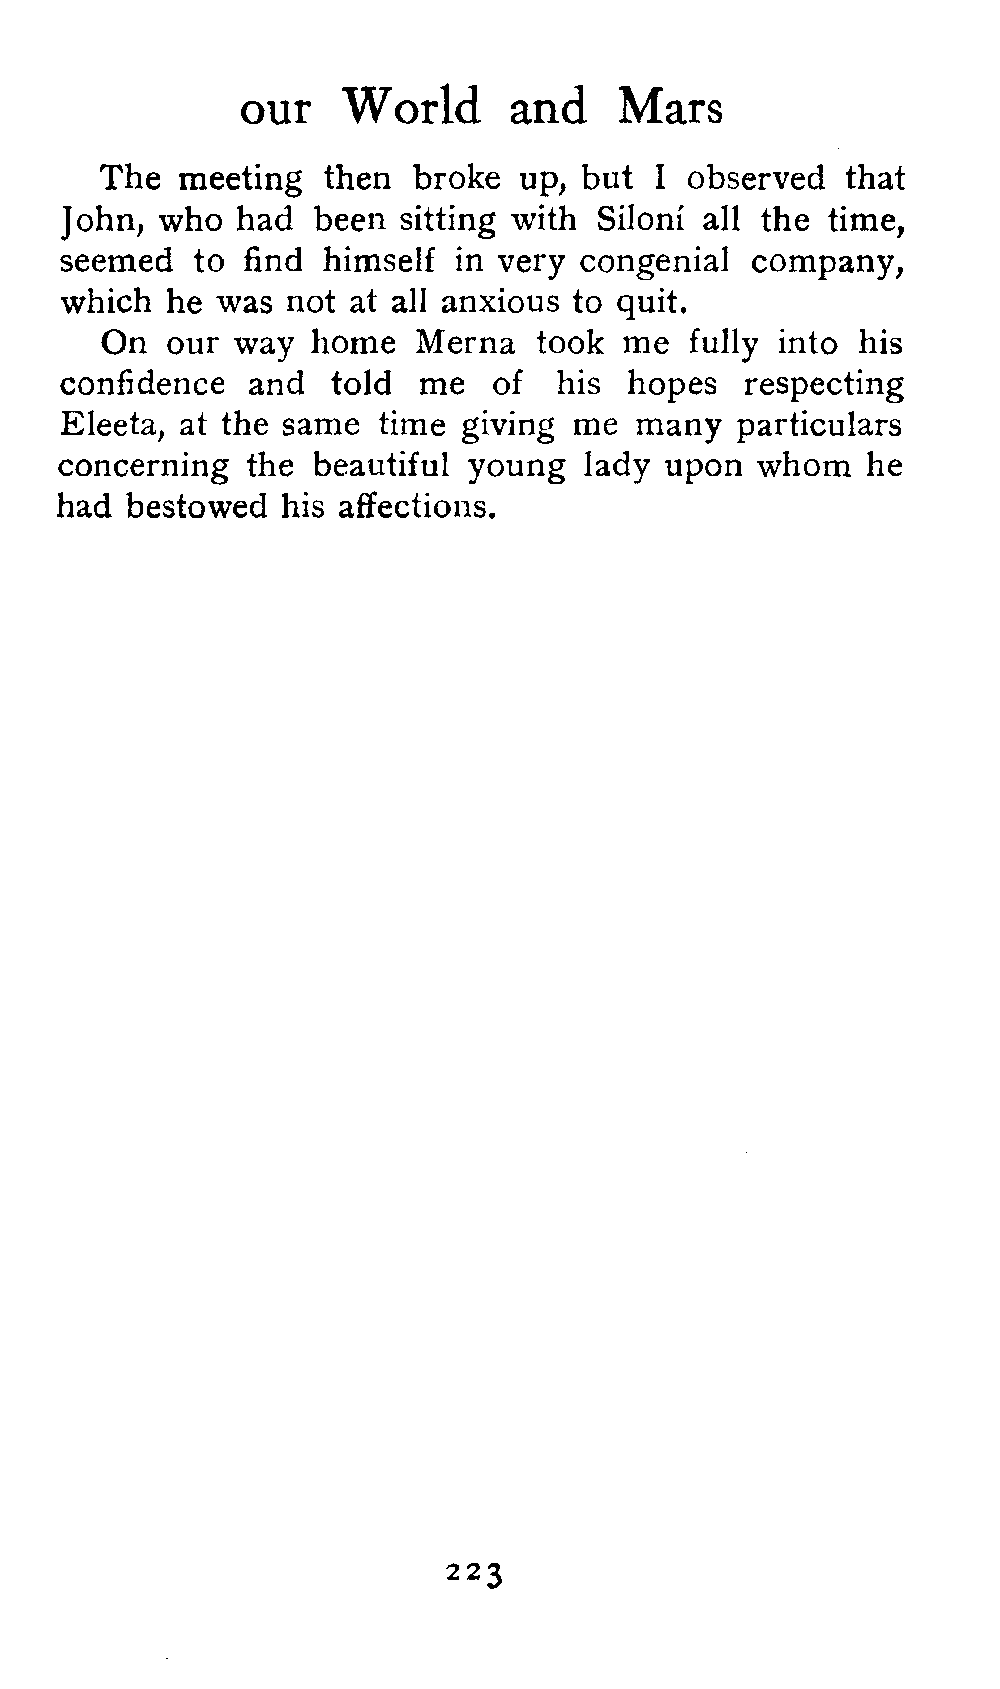 our World and Mars
The meeting then broke up, but I observed that
John, who had been sitting with Siloní all the time,
seemed to find himself in very congenial company,
which he was not at all anxious to quit.
On our way home Merna took me fully into his
confidence and told me of his hopes respecting
Eleeta, at the same time giving me many particulars
concerning the beautiful young lady upon whom he
had bestowed his affections.
223